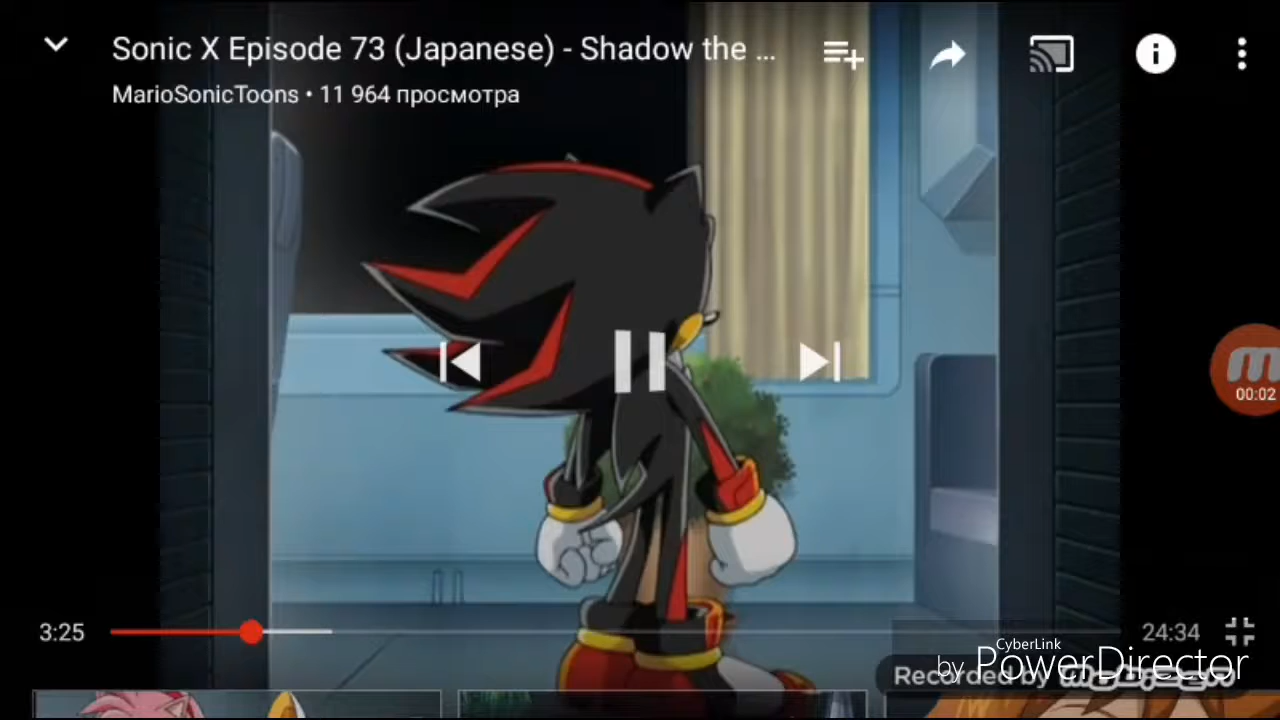 Sonic X Episode 73 (Japanese) - Shadow the ...
MarioSonicToons • 11 964 просмотра
00:02
3:25
24:34
CyberLink
by PowerDirector
Recorded by